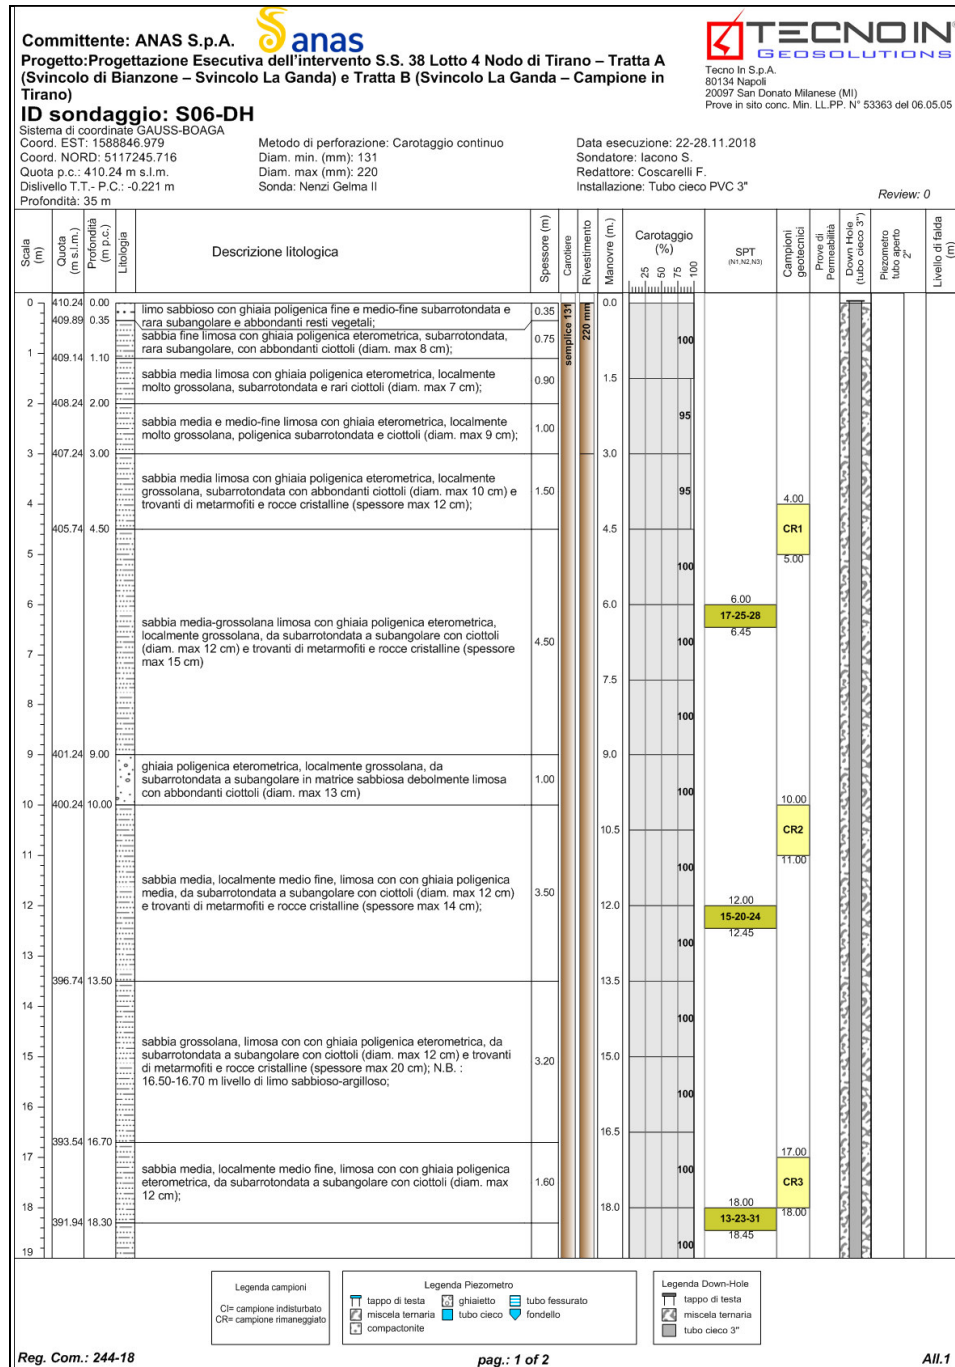 Committente: ANAS S.p.A.
anas
TECNOIN
GEOSOLUTIONS
Progetto:Progettazione Esecutiva dell'intervento S.S. 38 Lotto 4 Nodo di Tirano – Tratta A
(Svincolo di Bianzone – Svincolo La Ganda) e Tratta B (Svincolo La Ganda – Campione in
Tirano)
Tecno In S.p.A.
80134 Napoli
20097 San Donato Milanese (MI)
Prove in sito conc. Min. LL.PP. N° 53363 del 06.05.05
ID sondaggio: S06-DH
Sistema di coordinate GAUSS-BOAGA
Coord. EST: 1588846.979
Coord. NORD: 5117245.716
Quota p.c.: 410.24 m s.l.m.
Dislivello T.T.- P.C.: -0.221 m
Profondità: 35 m
Metodo di perforazione: Carotaggio continuo
Diam. min. (mm): 131
Diam. max (mm): 220
Sonda: Nenzi Gelma II
Data esecuzione: 22-28.11.2018
Sondatore: Iacono S.
Redattore: Coscarelli F.
Installazione: Tubo cieco PVC 3"
Review: 0
Scala (m)
Quota (m s.l.m.)
Profondità (m p.c.)
Litologia
Descrizione litologica
Spessore (m)
Carotiere
Rivestimento
Manovre (m.)
Carotaggio (%)
25 50 75 100
SPT
(N1,N2,N3)
Campioni geotecnici
Prove di Permeabilità
Down Hole (tubo cieco 3")
Piezometro tubo aperto 2"
Livello di falda (m)
semplice 131
220 mm
0 410.24 0.00
limo sabbioso con ghiaia poligenica fine e medio-fine subarrotondata e
rara subangolare e abbondanti resti vegetali;
0.35
0.0
409.89 0.35
sabbia fine limosa con ghiaia poligenica eterometrica, subarrotondata,
rara subangolare, con abbondanti ciottoli (diam. max 8 cm);
0.75
100
1
409.14 1.10
sabbia media limosa con ghiaia poligenica eterometrica, localmente
molto grossolana, subarrotondata e rari ciottoli (diam. max 7 cm);
0.90
1.5
2 408.24 2.00
sabbia media e medio-fine limosa con ghiaia eterometrica, localmente
molto grossolana, poligenica subarrotondata e ciottoli (diam. max 9 cm);
1.00
95
3 407.24 3.00
3.0
sabbia media limosa con ghiaia poligenica eterometrica, localmente
grossolana, subarrotondata con abbondanti ciottoli (diam. max 10 cm) e
trovanti di metarmofiti e rocce cristalline (spessore max 12 cm);
1.50
95
4
4.00
CR1
5.00
405.74 4.50
4.5
5
100
6
6.0
6.00
17-25-28
6.45
sabbia media-grossolana limosa con ghiaia poligenica eterometrica,
localmente grossolana, da subarrotondata a subangolare con ciottoli
(diam. max 12 cm) e trovanti di metarmofiti e rocce cristalline (spessore
max 15 cm)
4.50
100
7
7.5
8
100
9 401.24 9.00
9.0
ghiaia poligenica eterometrica, localmente grossolana, da
subarrotondata a subangolare in matrice sabbiosa debolmente limosa
con abbondanti ciottoli (diam. max 13 cm)
1.00
100
10 400.24 10.00
10.00
CR2
11.00
10.5
11
100
sabbia media, localmente medio fine, limosa con con ghiaia poligenica
media, da subarrotondata a subangolare con ciottoli (diam. max 12 cm)
e trovanti di metarmofiti e rocce cristalline (spessore max 14 cm);
3.50
12
12.0
12.00
15-20-24
12.45
100
13
396.74 13.50
13.5
14
100
sabbia grossolana, limosa con con ghiaia poligenica eterometrica, da
subarrotondata a subangolare con ciottoli (diam. max 12 cm) e trovanti
di metarmofiti e rocce cristalline (spessore max 20 cm); N.B. :
16.50-16.70 m livello di limo sabbioso-argilloso;
3.20
15
15.0
100
16
16.5
393.54 16.70
17
17.00
CR3
18.00
sabbia media, localmente medio fine, limosa con con ghiaia poligenica
eterometrica, da subarrotondata a subangolare con ciottoli (diam. max
12 cm);
1.60
100
18
18.0
18.00
13-23-31
18.45
391.94 18.30
100
19
Legenda campioni
CI= campione indisturbato
CR= campione rimaneggiato
Legenda Piezometro
tappo di testa
ghiaietto
tubo fessurato
miscela ternaria
tubo cieco
fondello
compactonite
Legenda Down-Hole
tappo di testa
miscela ternaria
tubo cieco 3"
Reg. Com.: 244-18
pag.: 1 of 2
All.1